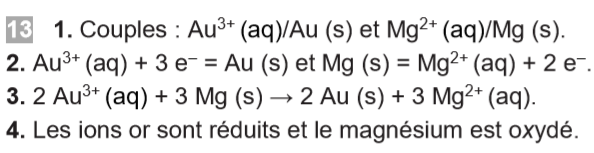 13 1. Couples : Au³⁺ (aq)/Au (s) et Mg²⁺ (aq)/Mg (s).
2. Au³⁺ (aq) + 3 e⁻ = Au (s) et Mg (s) = Mg²⁺ (aq) + 2 e⁻.
3. 2 Au³⁺ (aq) + 3 Mg (s) → 2 Au (s) + 3 Mg²⁺ (aq).
4. Les ions or sont réduits et le magnésium est oxydé.